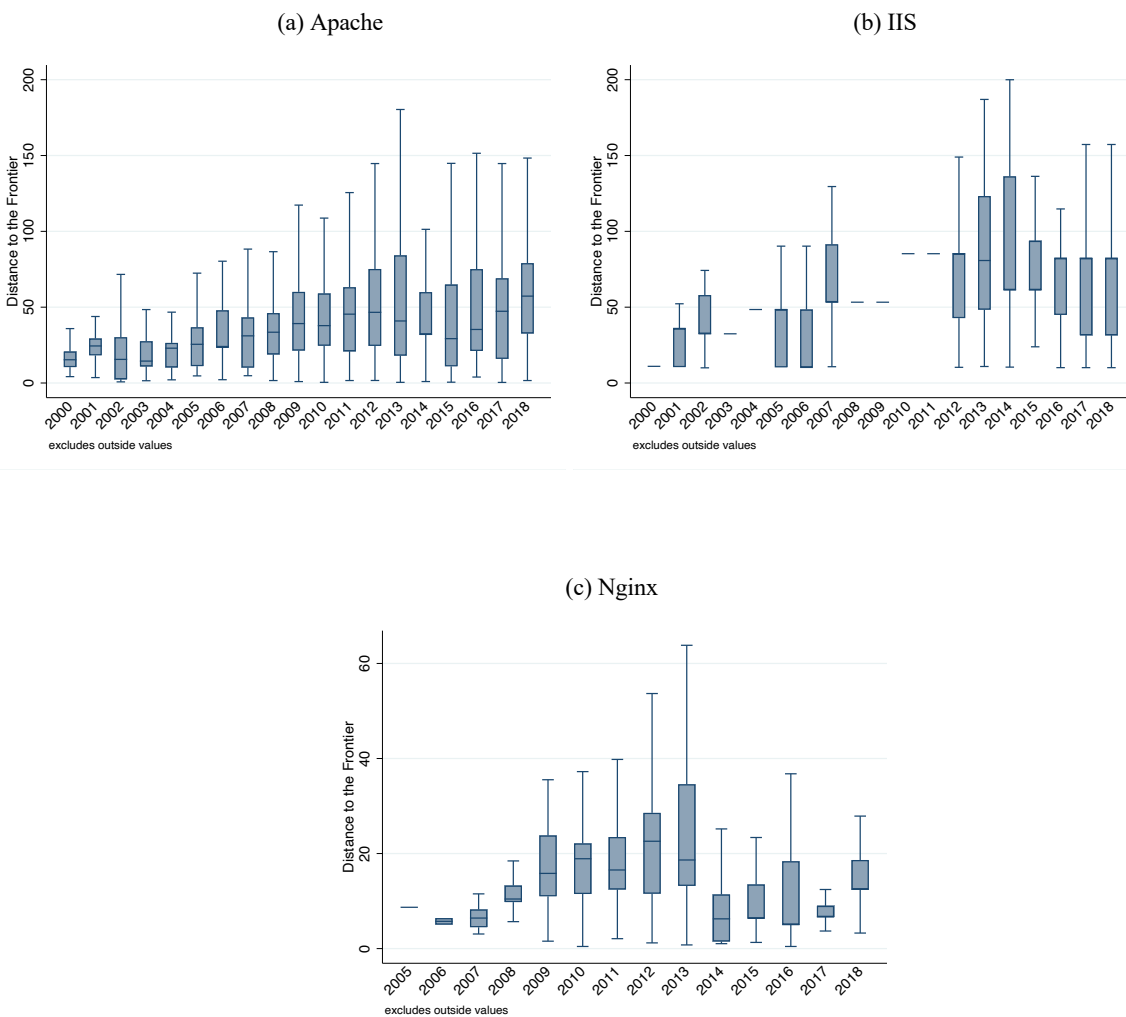 (a) Apache
Distance to the Frontier
200
150
100
50
0
2000 2001 2002 2003 2004 2005 2006 2007 2008 2009 2010 2011 2012 2013 2014 2015 2016 2017 2018
excludes outside values
(b) IIS
Distance to the Frontier
200
150
100
50
0
2000 2001 2002 2003 2004 2005 2006 2007 2008 2009 2010 2011 2012 2013 2014 2015 2016 2017 2018
excludes outside values
(c) Nginx
Distance to the Frontier
60
40
20
0
2005 2006 2007 2008 2009 2010 2011 2012 2013 2014 2015 2016 2017 2018
excludes outside values